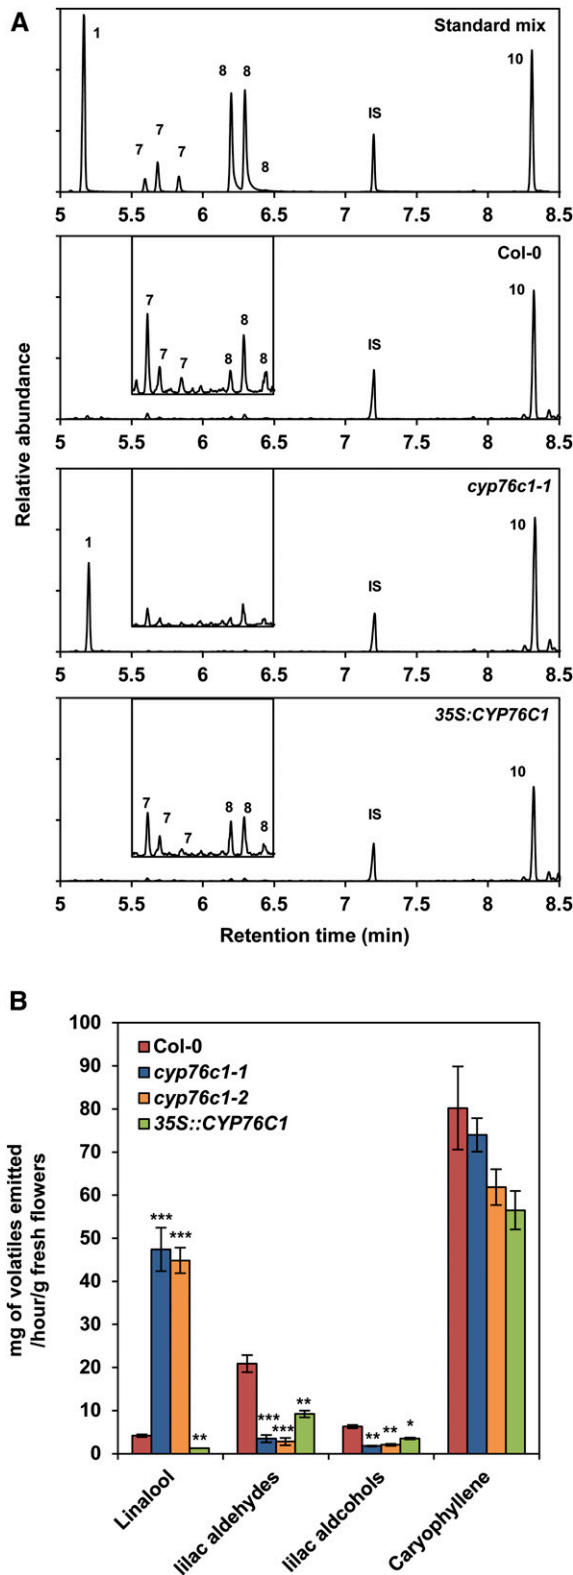 A
Standard mix
1
7
7
7
8
8
8
IS
10
5 5.5 6 6.5 7 7.5 8 8.5
Col-0
7
7
7
8
8
8
IS
10
5 5.5 6 6.5 7 7.5 8 8.5
cyp76c1-1
1
IS
10
5 5.5 6 6.5 7 7.5 8 8.5
35S:CYP76C1
7
7
7
8
8
8
IS
10
5 5.5 6 6.5 7 7.5 8 8.5
Relative abundance
Retention time (min)
B
mg of volatiles emitted
/hour/g fresh flowers
100
90
80
70
60
50
40
30
20
10
0
Col-0
cyp76c1-1
cyp76c1-2
35S::CYP76C1
*** ***
**
*** ***
**
** **
*
Linalool
lilac aldehydes
lilac aldcohols
Caryophyllene